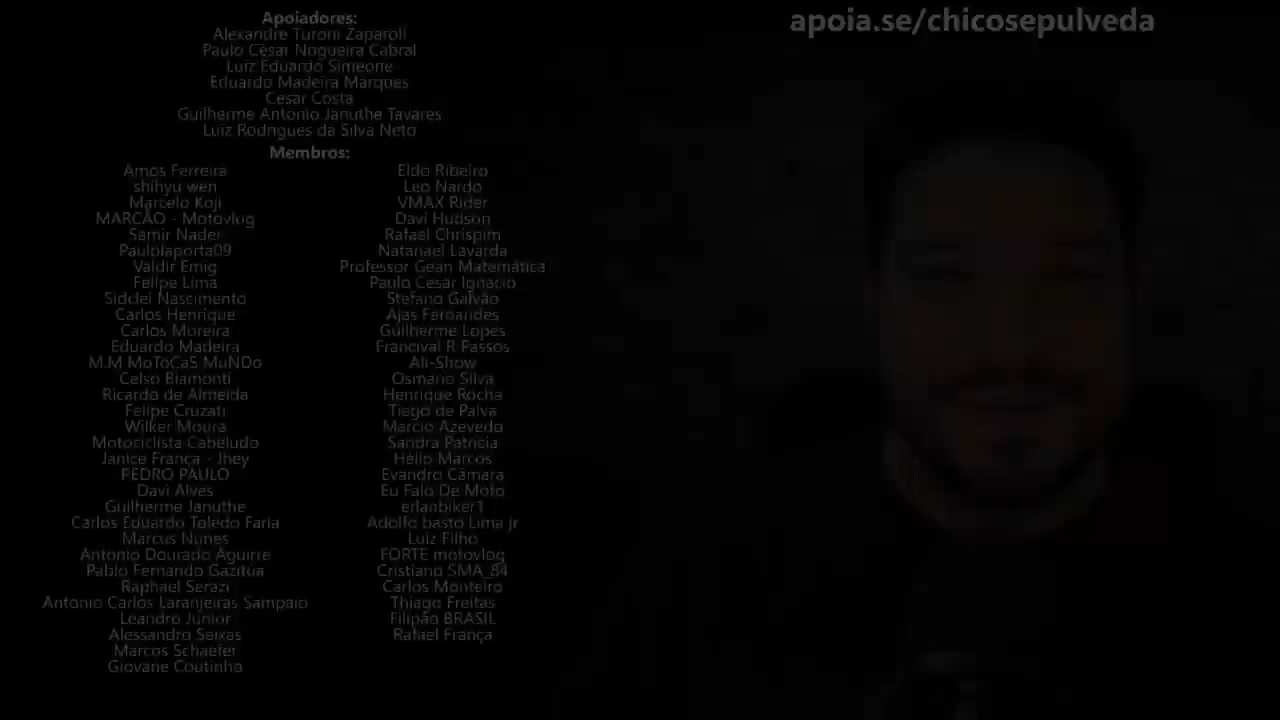 Apoiadores:
Alexandre Turoni Zaparoli
Paulo César Nogueira Cabral
Luiz Eduardo Simeone
Eduardo Madeira Marques
Cesar Costa
Guilherme Antonio Januthe Tavares
Luiz Rodrigues da Silva Neto
Membros:
Amos Ferreira
shihyu wen
Marcelo Koji
MARCÃO - Motovlog
Samir Nader
Paulolaporta09
Valdir Emig
Felipe Lima
Sidclei Nascimento
Carlos Henrique
Carlos Moreira
Eduardo Madeira
M.M MoToCaS MuNDo
Celso Biamonti
Ricardo de Almeida
Felipe Cruzati
Wilker Moura
Motociclista Cabeludo
Janice França - Jhey
PEDRO PAULO
Davi Alves
Guilherme Januthe
Carlos Eduardo Toledo Faria
Marcus Nunes
Antonio Dourado Aguirre
Pablo Fernando Gazitua
Raphael Serazi
Antonio Carlos Laranjeiras Sampaio
Leandro Júnior
Alessandro Seixas
Marcos Schaefer
Giovane Coutinho
Eldo Ribeiro
Leo Nardo
VMAX Rider
Davi Hudson
Rafael Chrispim
Natanael Lavarda
Professor Gean Matemática
Paulo Cesar Ignacio
Stefano Galvão
Ajas Fernandes
Guilherme Lopes
Francival R Passos
Ali-Show
Osmano Silva
Henrique Rocha
Tiago de Paiva
Marcio Azevedo
Sandra Patricia
Hélio Marcos
Evandro Câmara
Eu Falo De Moto
erlanbiker1
Adolfo basto Lima jr
Luiz Filho
FORTE motovlog
Cristiano SMA_84
Carlos Monteiro
Thiago Freitas
Filipão BRASIL
Rafael França
apoia.se/chicosepulveda